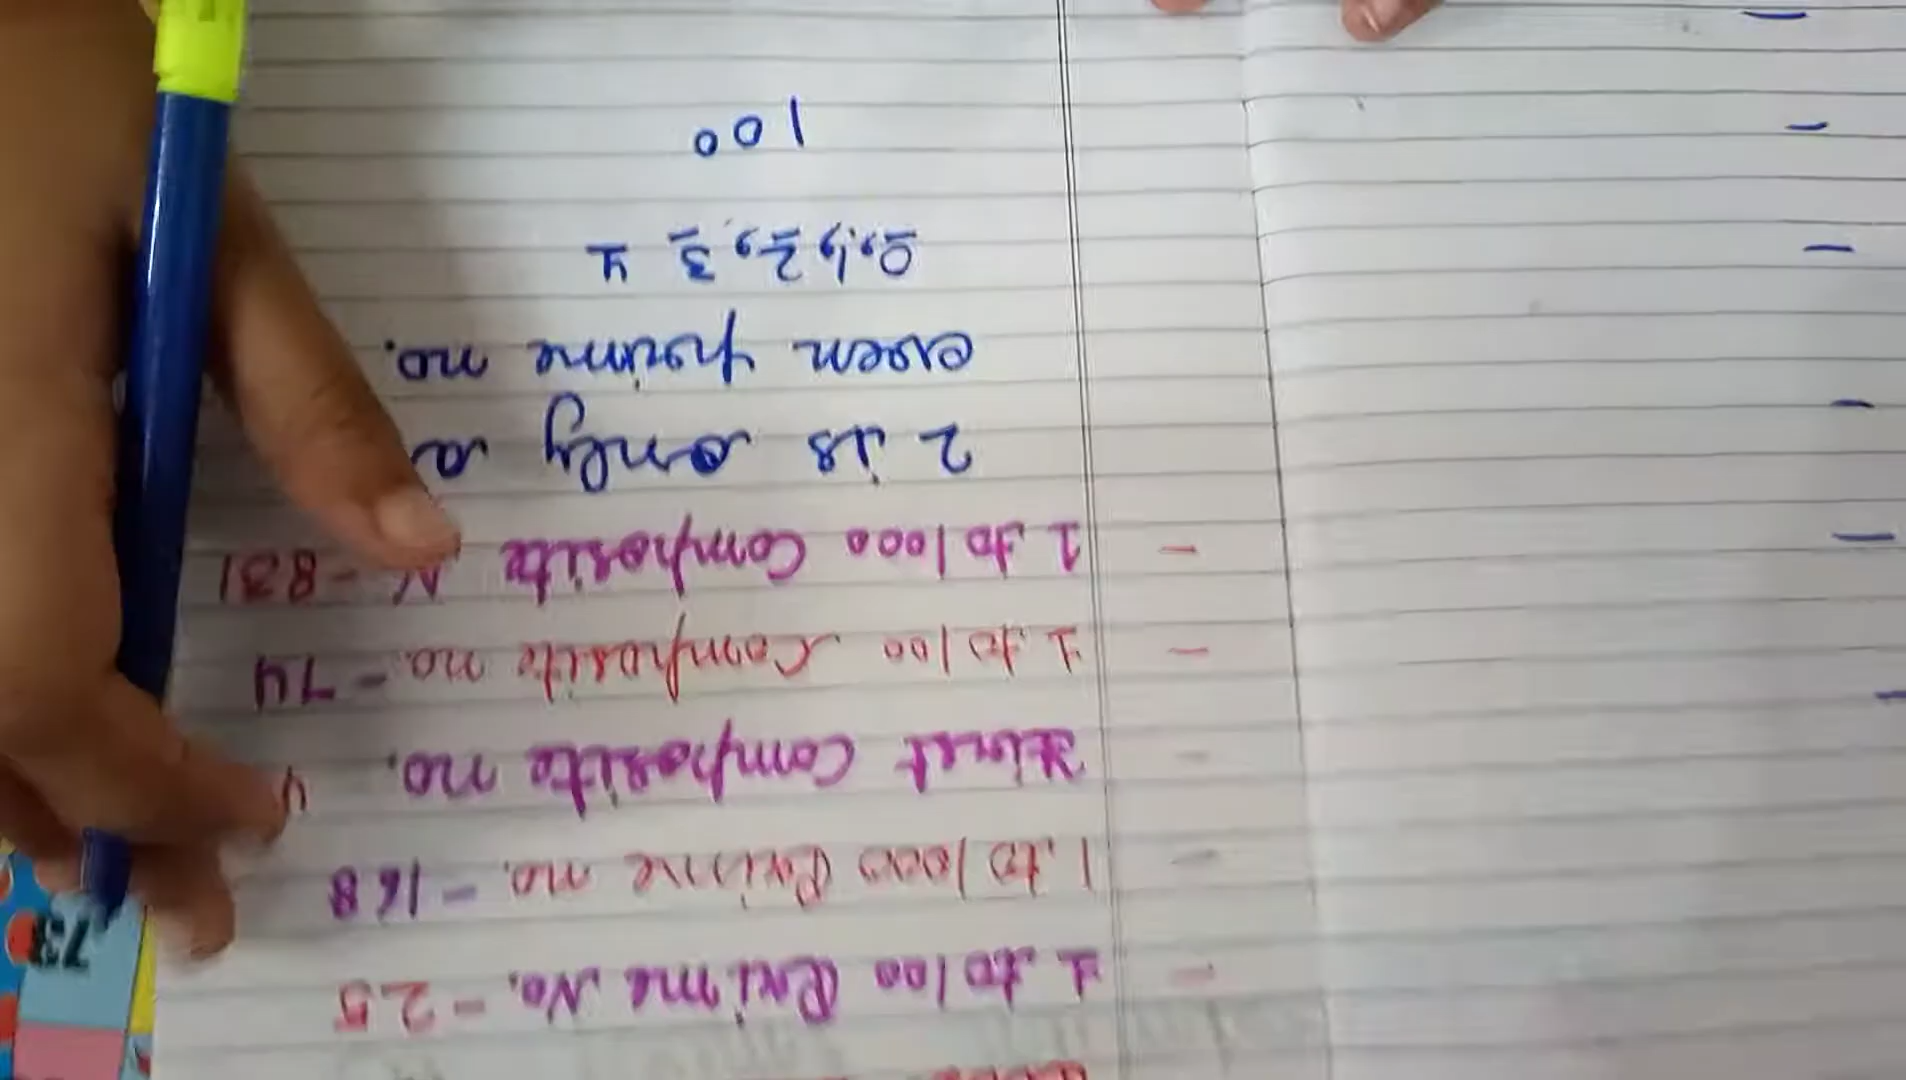 1 to 100 Prime No. - 25
1 to 1000 Prime no. - 168
First Composite no. 4
1 to 100 Composite no. - 74
1 to 1000 Composite N - 831
2 is only a
even prime no.
0, 1, 2, 3 4
100
73